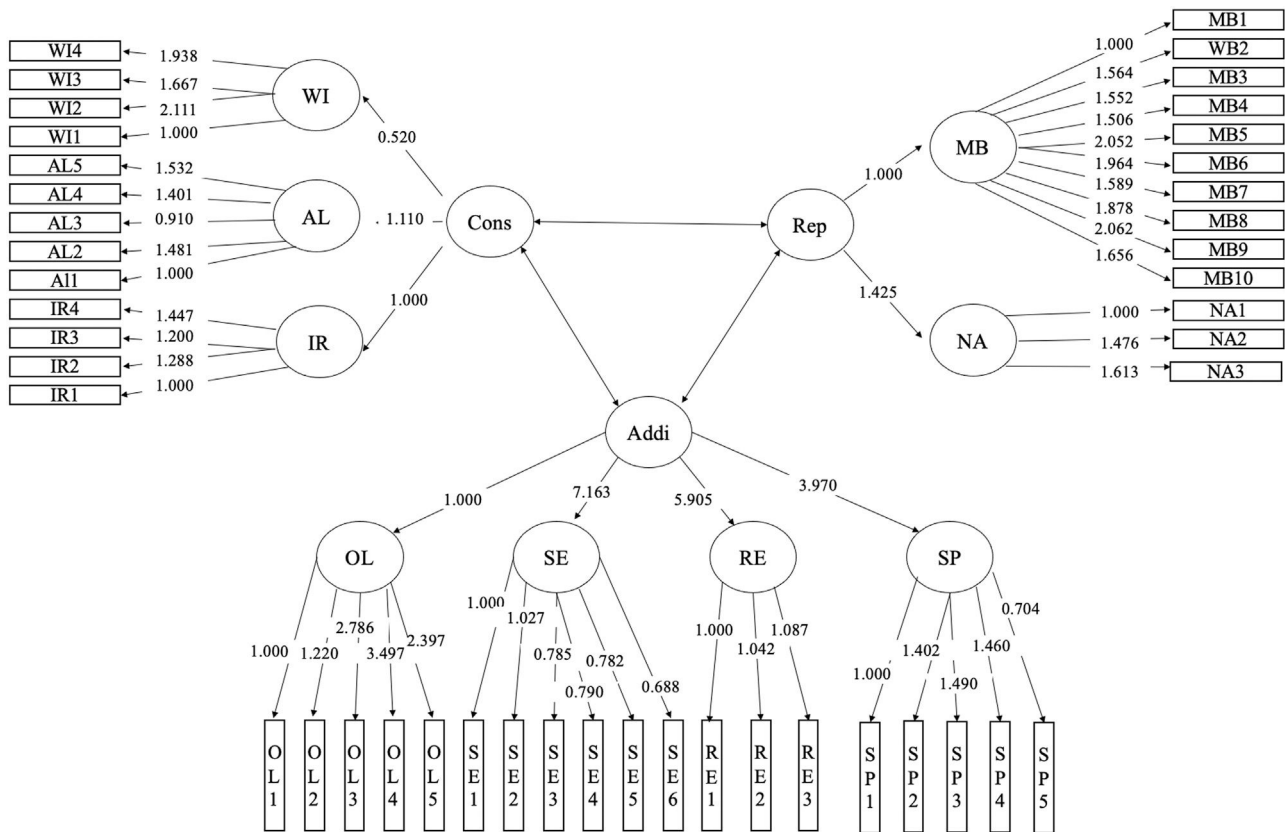 WI4
WI3
WI2
WI1
AL5
AL4
AL3
AL2
Al1
IR4
IR3
IR2
IR1
1.938
1.667
2.111
1.000
1.532
1.401
0.910
1.481
1.000
1.447
1.200
1.288
1.000
WI
AL
IR
0.520
. 1.110
1.000
Cons
Rep
1.000
1.425
MB
NA
1.000
1.564
1.552
1.506
2.052
1.964
1.589
1.878
2.062
1.656
1.000
1.476
1.613
MB1
WB2
MB3
MB4
MB5
MB6
MB7
MB8
MB9
MB10
NA1
NA2
NA3
Addi
1.000
7.163
5.905
3.970
OL
SE
RE
SP
1.000
1.220
2.786
3.497
2.397
1.000
1.027
0.785
0.790
0.782
0.688
1.000
1.042
1.087
1.000
1.402
1.490
1.460
0.704
OL1
OL2
OL3
OL4
OL5
SE1
SE2
SE3
SE4
SE5
SE6
RE1
RE2
RE3
SP1
SP2
SP3
SP4
SP5